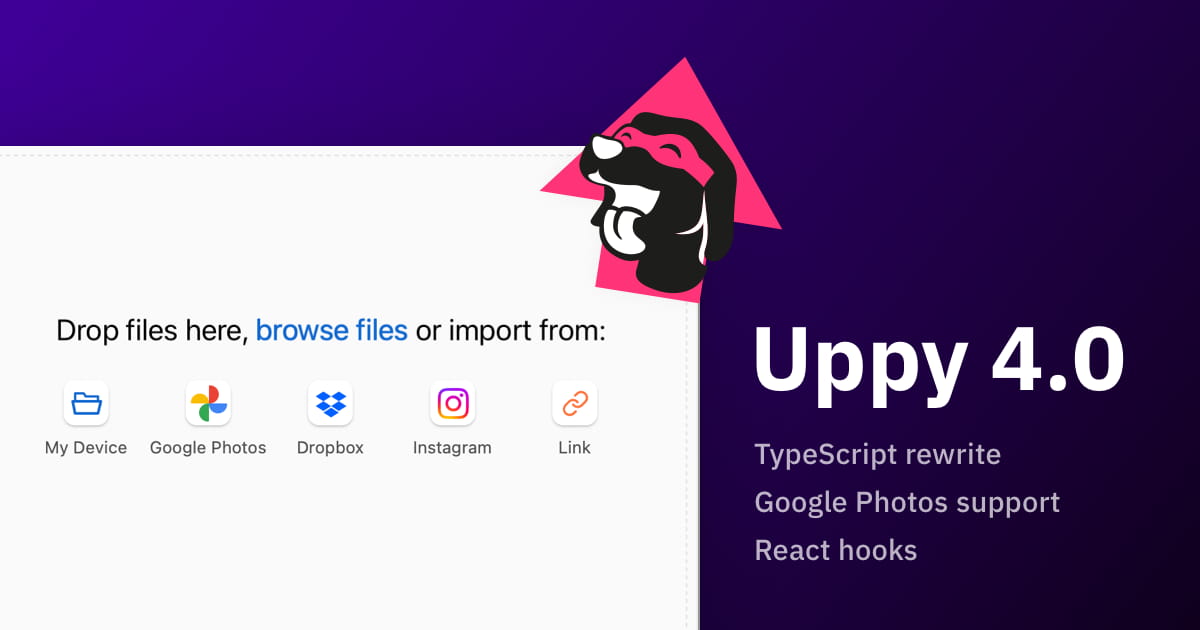 Drop files here, browse files or import from:
My Device
Google Photos
Dropbox
Instagram
Link
Uppy 4.0
TypeScript rewrite
Google Photos support
React hooks